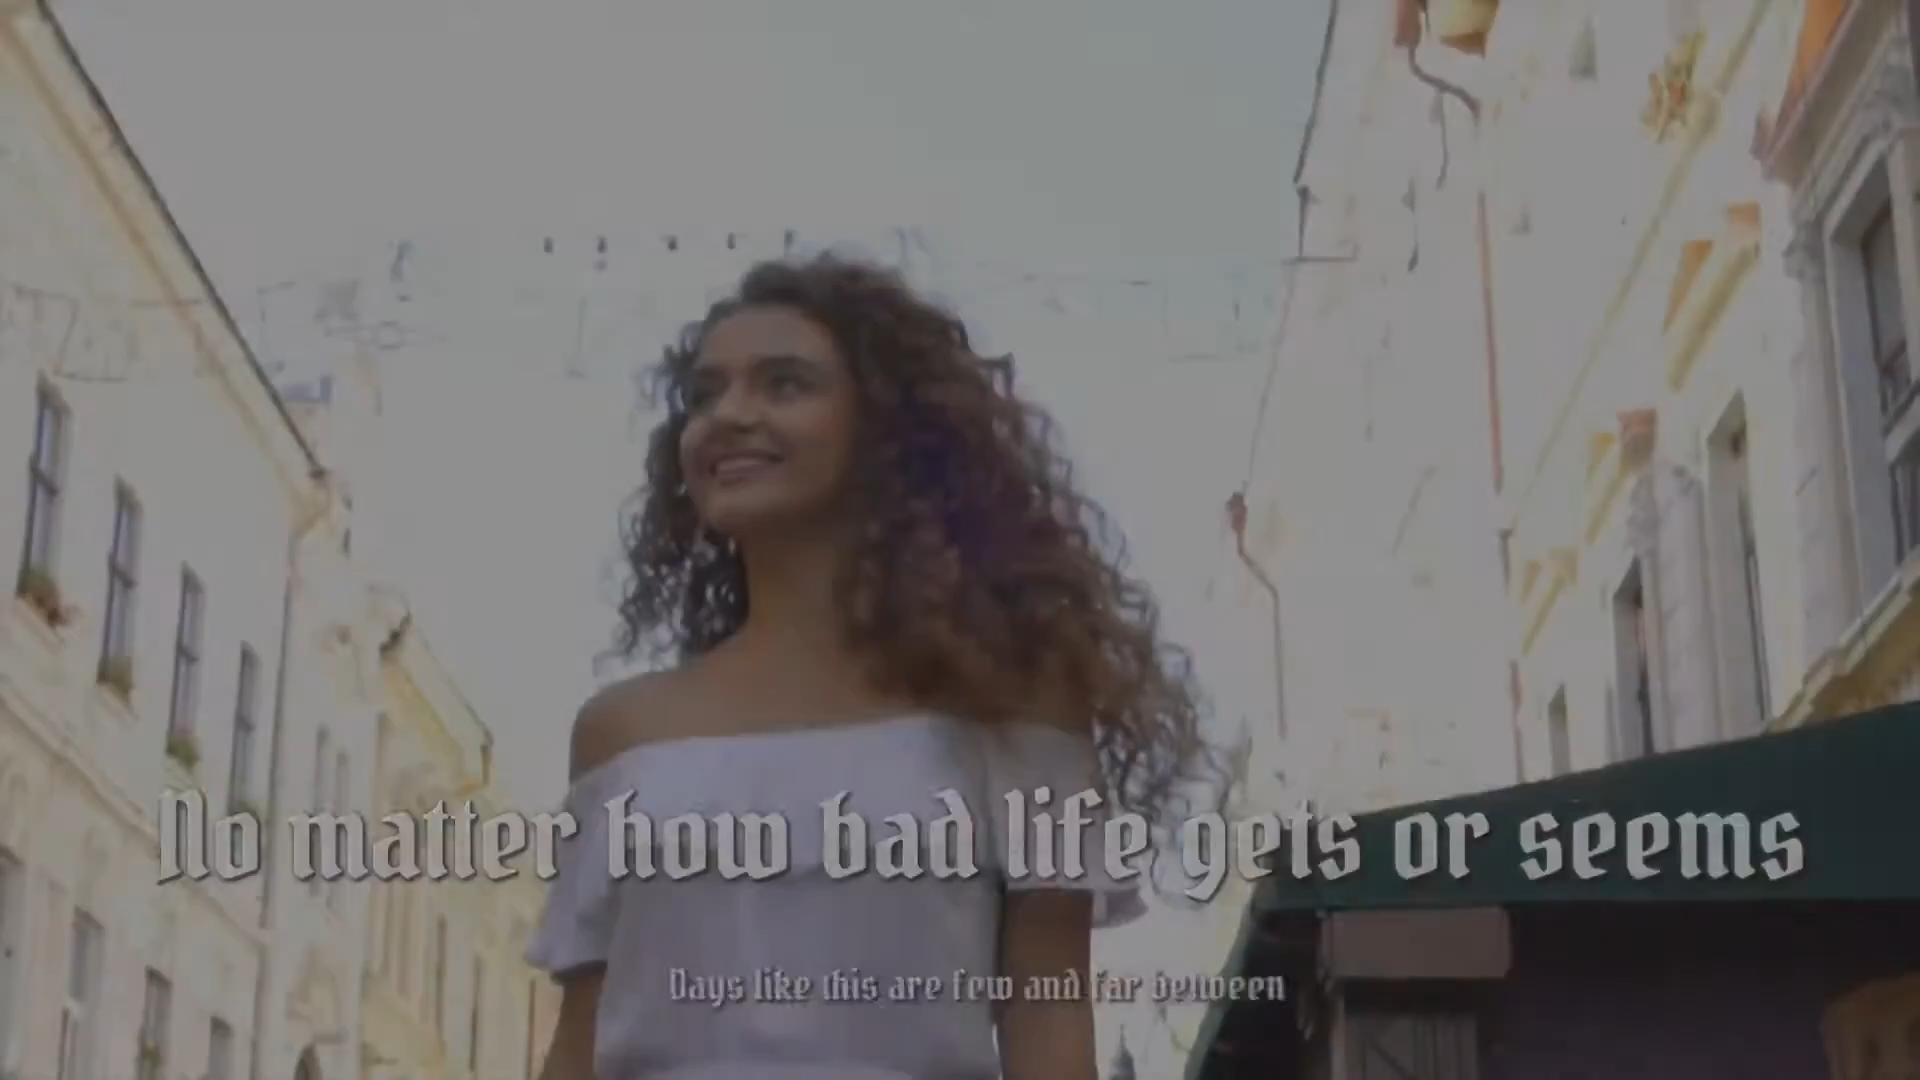 No matter how bad life gets or seems
Days like this are few and far between